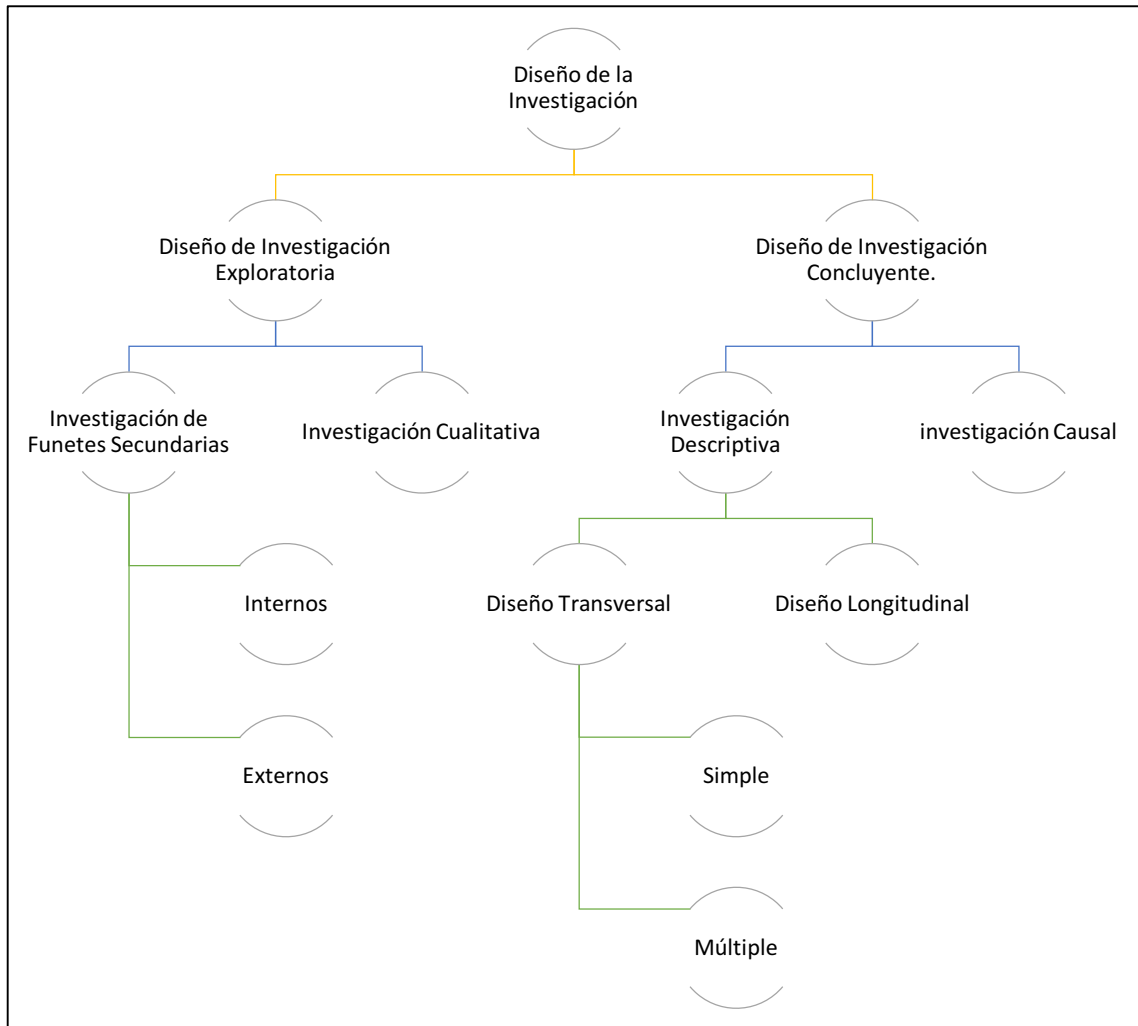 Diseño de la
Investigación
Diseño de Investigación
Exploratoria
Diseño de Investigación
Concluyente.
Investigación de
Funetes Secundarias
Investigación Cualitativa
Investigación
Descriptiva
investigación Causal
Internos
Diseño Transversal
Diseño Longitudinal
Externos
Simple
Múltiple